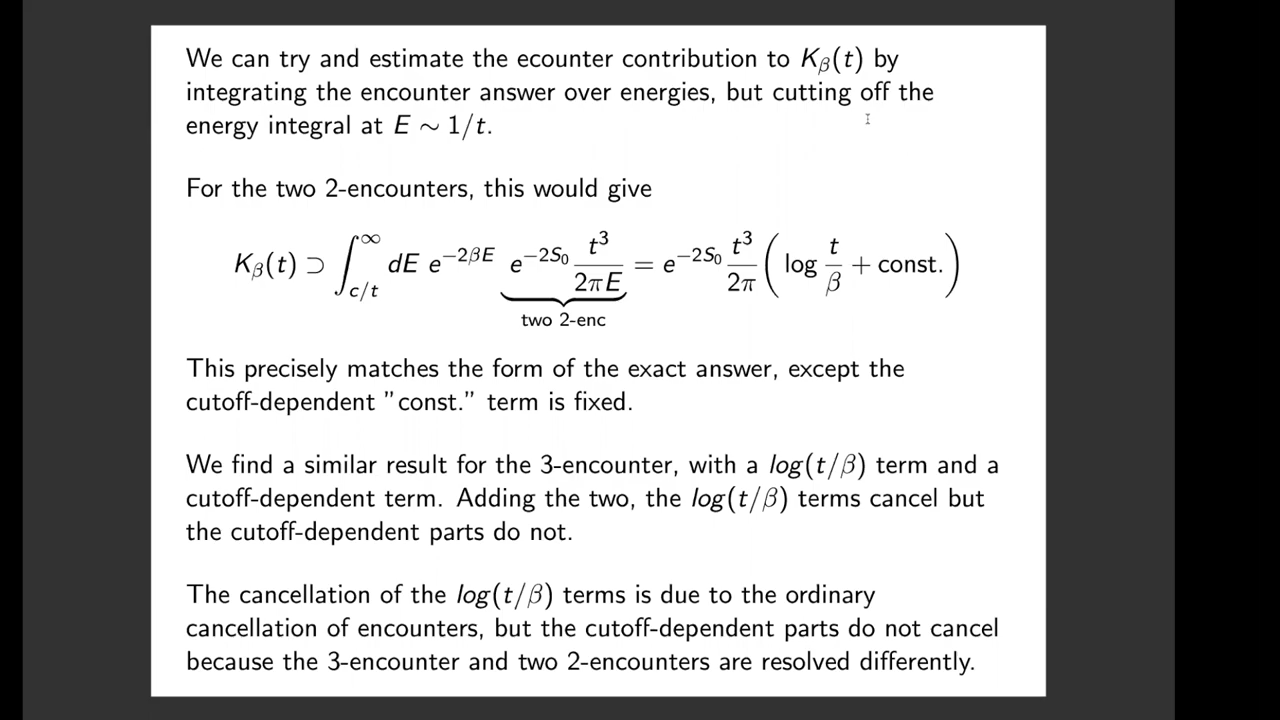 We can try and estimate the ecounter contribution to K_β(t) by
integrating the encounter answer over energies, but cutting off the
energy integral at E ∼ 1/t.
For the two 2-encounters, this would give
K_β(t) ⊃ ∫_{c/t}^{∞} dE e^{−2βE} e^{−2S_0} t^3/(2πE) = e^{−2S_0} t^3/(2π) (log t/β + const.)
two 2-enc
This precisely matches the form of the exact answer, except the
cutoff-dependent ”const.” term is fixed.
We find a similar result for the 3-encounter, with a log(t/β) term and a
cutoff-dependent term. Adding the two, the log(t/β) terms cancel but
the cutoff-dependent parts do not.
The cancellation of the log(t/β) terms is due to the ordinary
cancellation of encounters, but the cutoff-dependent parts do not cancel
because the 3-encounter and two 2-encounters are resolved differently.